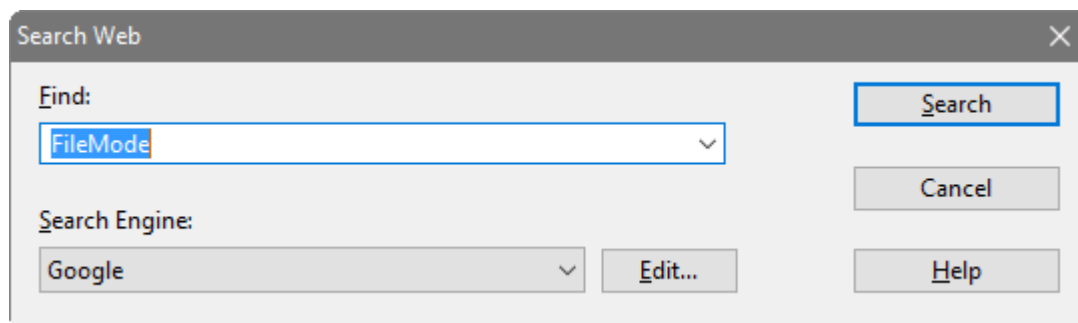 Search Web
Find:
Search
FileMode
Cancel
Search Engine:
Google
Edit...
Help